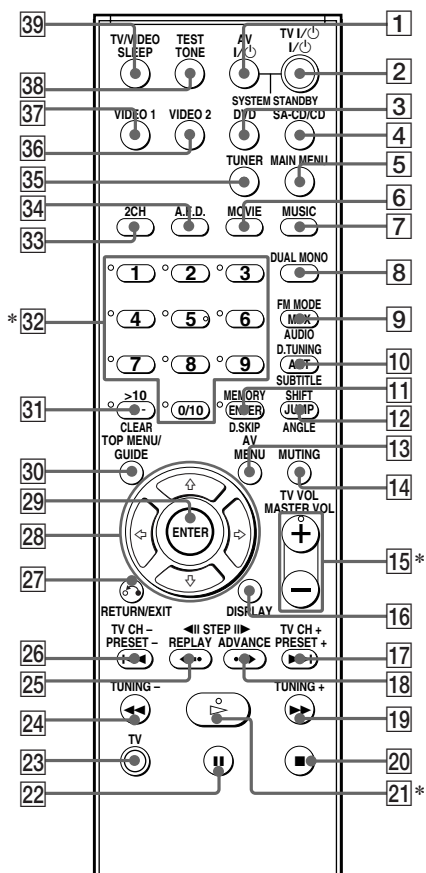 39 TV/VIDEO SLEEP TEST TONE AV I/⏻ TV I/⏻ I/⏻ 1
38 2
SYSTEM STANDBY
37 VIDEO 1 VIDEO 2 DVD SA-CD/CD 3
36 4
35 TUNER MAIN MENU 5
34 2CH A.F.D. MOVIE MUSIC 6
33 7
DUAL MONO 8
1 2 3
FM MODE
*32 4 5 6 MIX 9
AUDIO
D.TUNING
7 8 9 10
SUBTITLE 11
31 >10 0/10 MEMORY ENTER SHIFT JUMP 12
- CLEAR D.SKIP ANGLE
TOP MENU/ GUIDE AV MENU MUTING 13
30 14
29 TV VOL
MASTER VOL
28 ENTER + 15*
−
27 16
RETURN/EXIT DISPLAY
TV CH – STEP TV CH +
26 PRESET – REPLAY ADVANCE PRESET + 17
25 18
TUNING – TUNING +
24 19
TV
23 20
22 21*